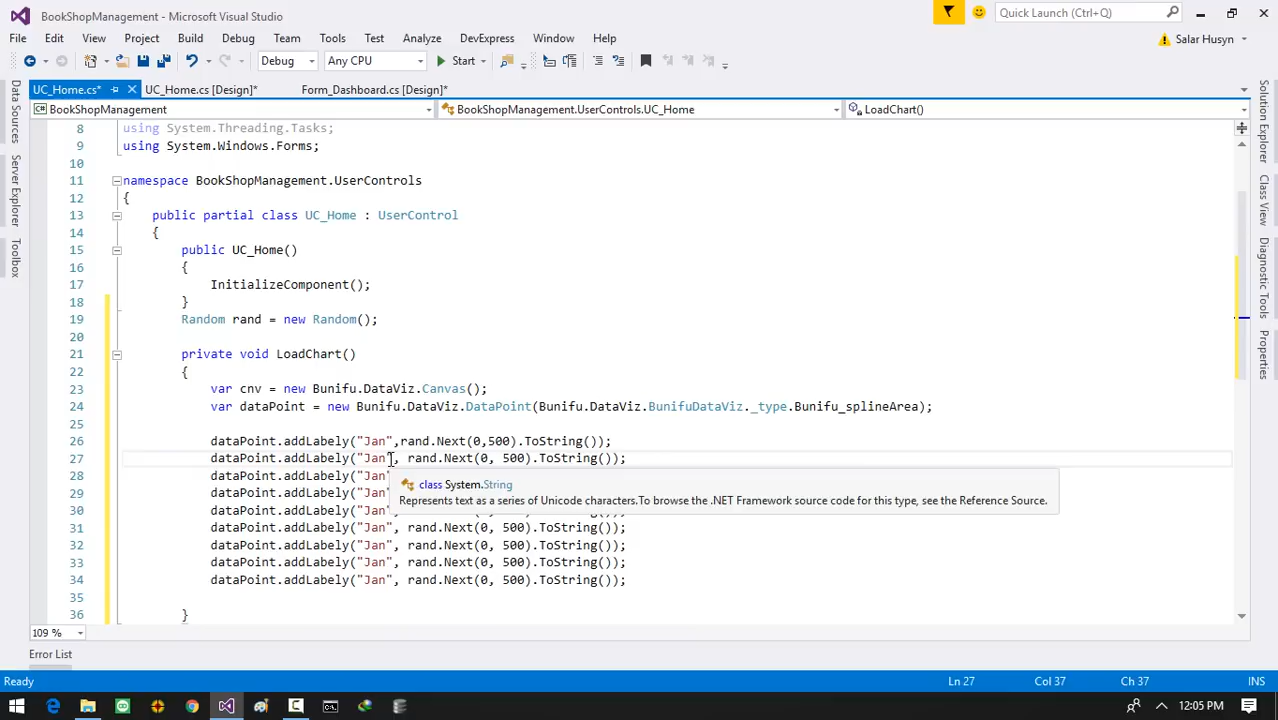 BookShopManagement - Microsoft Visual Studio
Quick Launch (Ctrl+Q)
File Edit View Project Build Debug Team Tools Test Analyze DevExpress Window Help
Salar Husyn
Debug Any CPU Start
UC_Home.cs* UC_Home.cs [Design]* Form_Dashboard.cs [Design]*
BookShopManagement BookShopManagement.UserControls.UC_Home LoadChart()
Data Sources
Server Explorer
Toolbox
Solution Explorer
Class View
Diagnostic Tools
Properties
8 using System.Threading.Tasks;
9 using System.Windows.Forms;
10
11 namespace BookShopManagement.UserControls
12 {
13 public partial class UC_Home : UserControl
14 {
15 public UC_Home()
16 {
17 InitializeComponent();
18 }
19 Random rand = new Random();
20
21 private void LoadChart()
22 {
23 var cnv = new Bunifu.DataViz.Canvas();
24 var dataPoint = new Bunifu.DataViz.DataPoint(Bunifu.DataViz.BunifuDataViz._type.Bunifu_splineArea);
25
26 dataPoint.addLabely("Jan",rand.Next(0,500).ToString());
27 dataPoint.addLabely("Jan", rand.Next(0, 500).ToString());
28 dataPoint.addLabely("Jan"
class System.String
29 dataPoint.addLabely("Jan"
Represents text as a series of Unicode characters.To browse the .NET Framework source code for this type, see the Reference Source.
30 dataPoint.addLabely("Jan", rand.Next(0, 500).ToString());
31 dataPoint.addLabely("Jan", rand.Next(0, 500).ToString());
32 dataPoint.addLabely("Jan", rand.Next(0, 500).ToString());
33 dataPoint.addLabely("Jan", rand.Next(0, 500).ToString());
34 dataPoint.addLabely("Jan", rand.Next(0, 500).ToString());
35
36 }
109 %
Error List
Ready Ln 27 Col 37 Ch 37 INS
12:05 PM